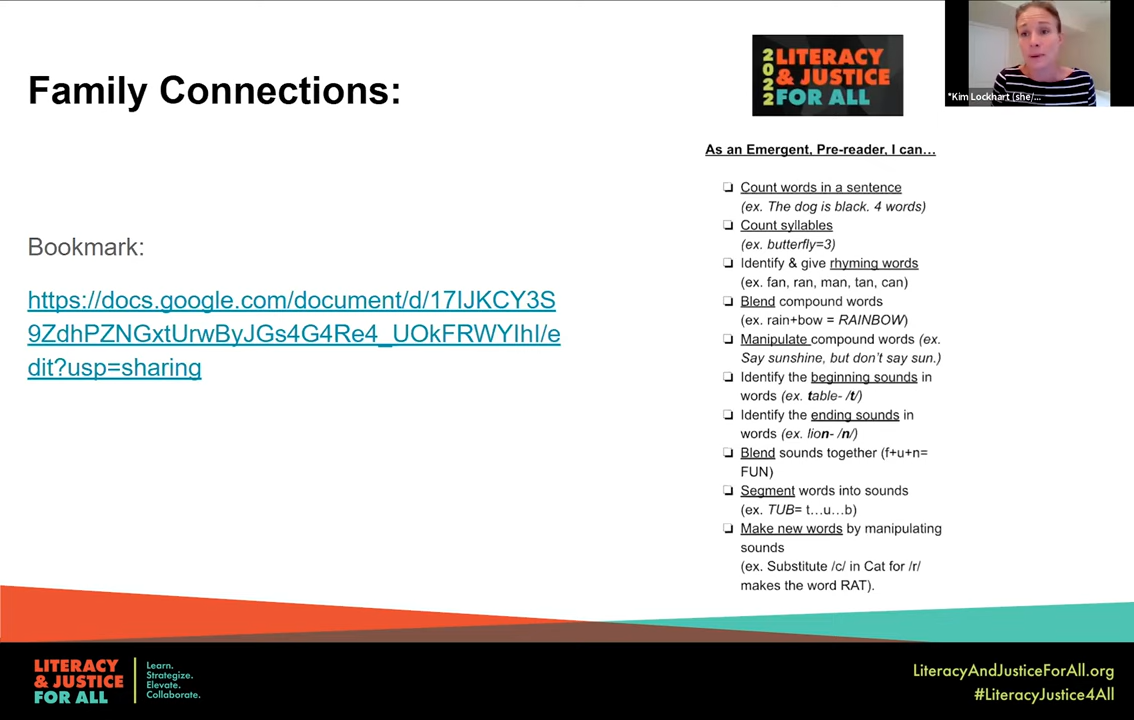 Family Connections:
2022
LITERACY
& JUSTICE
FOR ALL
*Kim Lockhart (she/...
As an Emergent, Pre-reader, I can…
❏ Count words in a sentence
(ex. The dog is black. 4 words)
❏ Count syllables
(ex. butterfly=3)
❏ Identify & give rhyming words
(ex. fan, ran, man, tan, can)
❏ Blend compound words
(ex. rain+bow = RAINBOW)
❏ Manipulate compound words (ex.
Say sunshine, but don't say sun.)
❏ Identify the beginning sounds in
words (ex. table- /t/)
❏ Identify the ending sounds in
words (ex. lion- /n/)
❏ Blend sounds together (f+u+n=
FUN)
❏ Segment words into sounds
(ex. TUB= t…u…b)
❏ Make new words by manipulating
sounds
(ex. Substitute /c/ in Cat for /r/
makes the word RAT).
Bookmark:
https://docs.google.com/document/d/17IJKCY3S
9ZdhPZNGxtUrwByJGs4G4Re4_UOkFRWYIhI/e
dit?usp=sharing
LITERACY
& JUSTICE
FOR ALL
Learn.
Strategize.
Elevate.
Collaborate.
LiteracyAndJusticeForAll.org
#LiteracyJustice4All